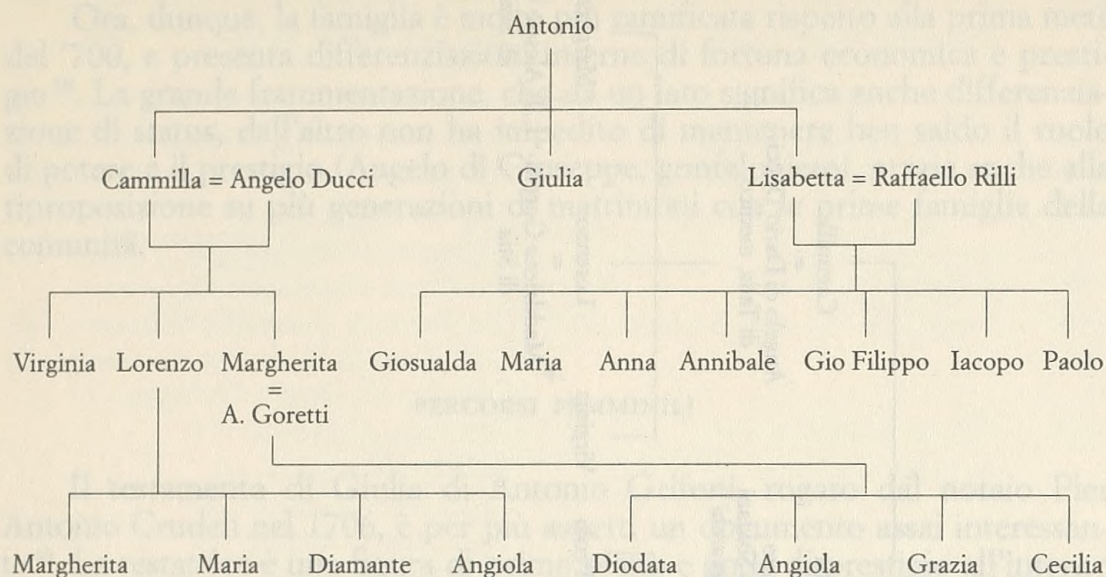 Antonio
Cammilla = Angelo Ducci Giulia Lisabetta = Raffaello Rilli
Virginia Lorenzo Margherita Giosualda Maria Anna Annibale Gio Filippo Iacopo Paolo
=
A. Goretti
Margherita Maria Diamante Angiola Diodata Angiola Grazia Cecilia